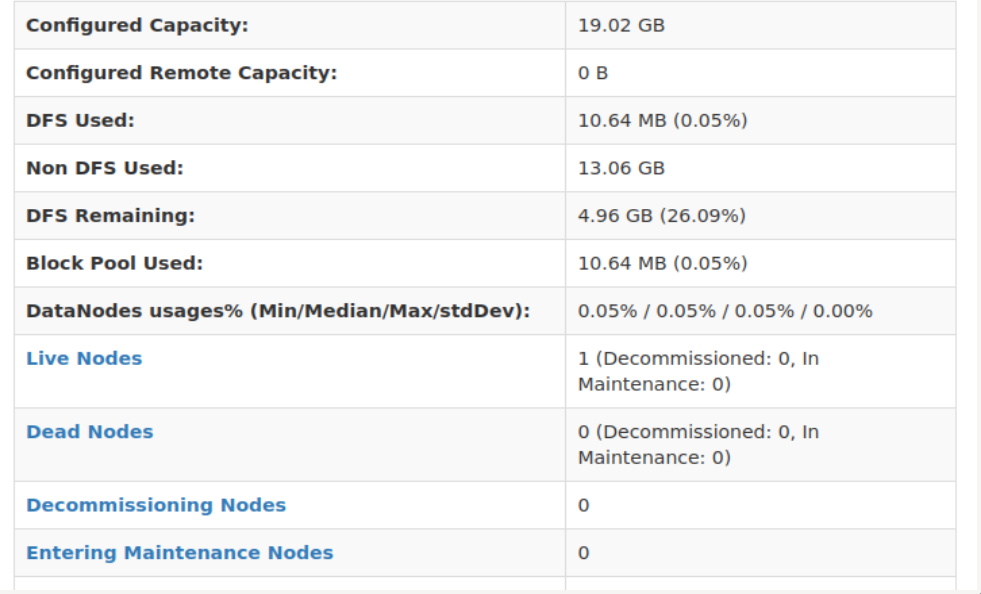 Configured Capacity: 19.02 GB
Configured Remote Capacity: 0 B
DFS Used: 10.64 MB (0.05%)
Non DFS Used: 13.06 GB
DFS Remaining: 4.96 GB (26.09%)
Block Pool Used: 10.64 MB (0.05%)
DataNodes usages% (Min/Median/Max/stdDev): 0.05% / 0.05% / 0.05% / 0.00%
Live Nodes 1 (Decommissioned: 0, In
Maintenance: 0)
Dead Nodes 0 (Decommissioned: 0, In
Maintenance: 0)
Decommissioning Nodes 0
Entering Maintenance Nodes 0